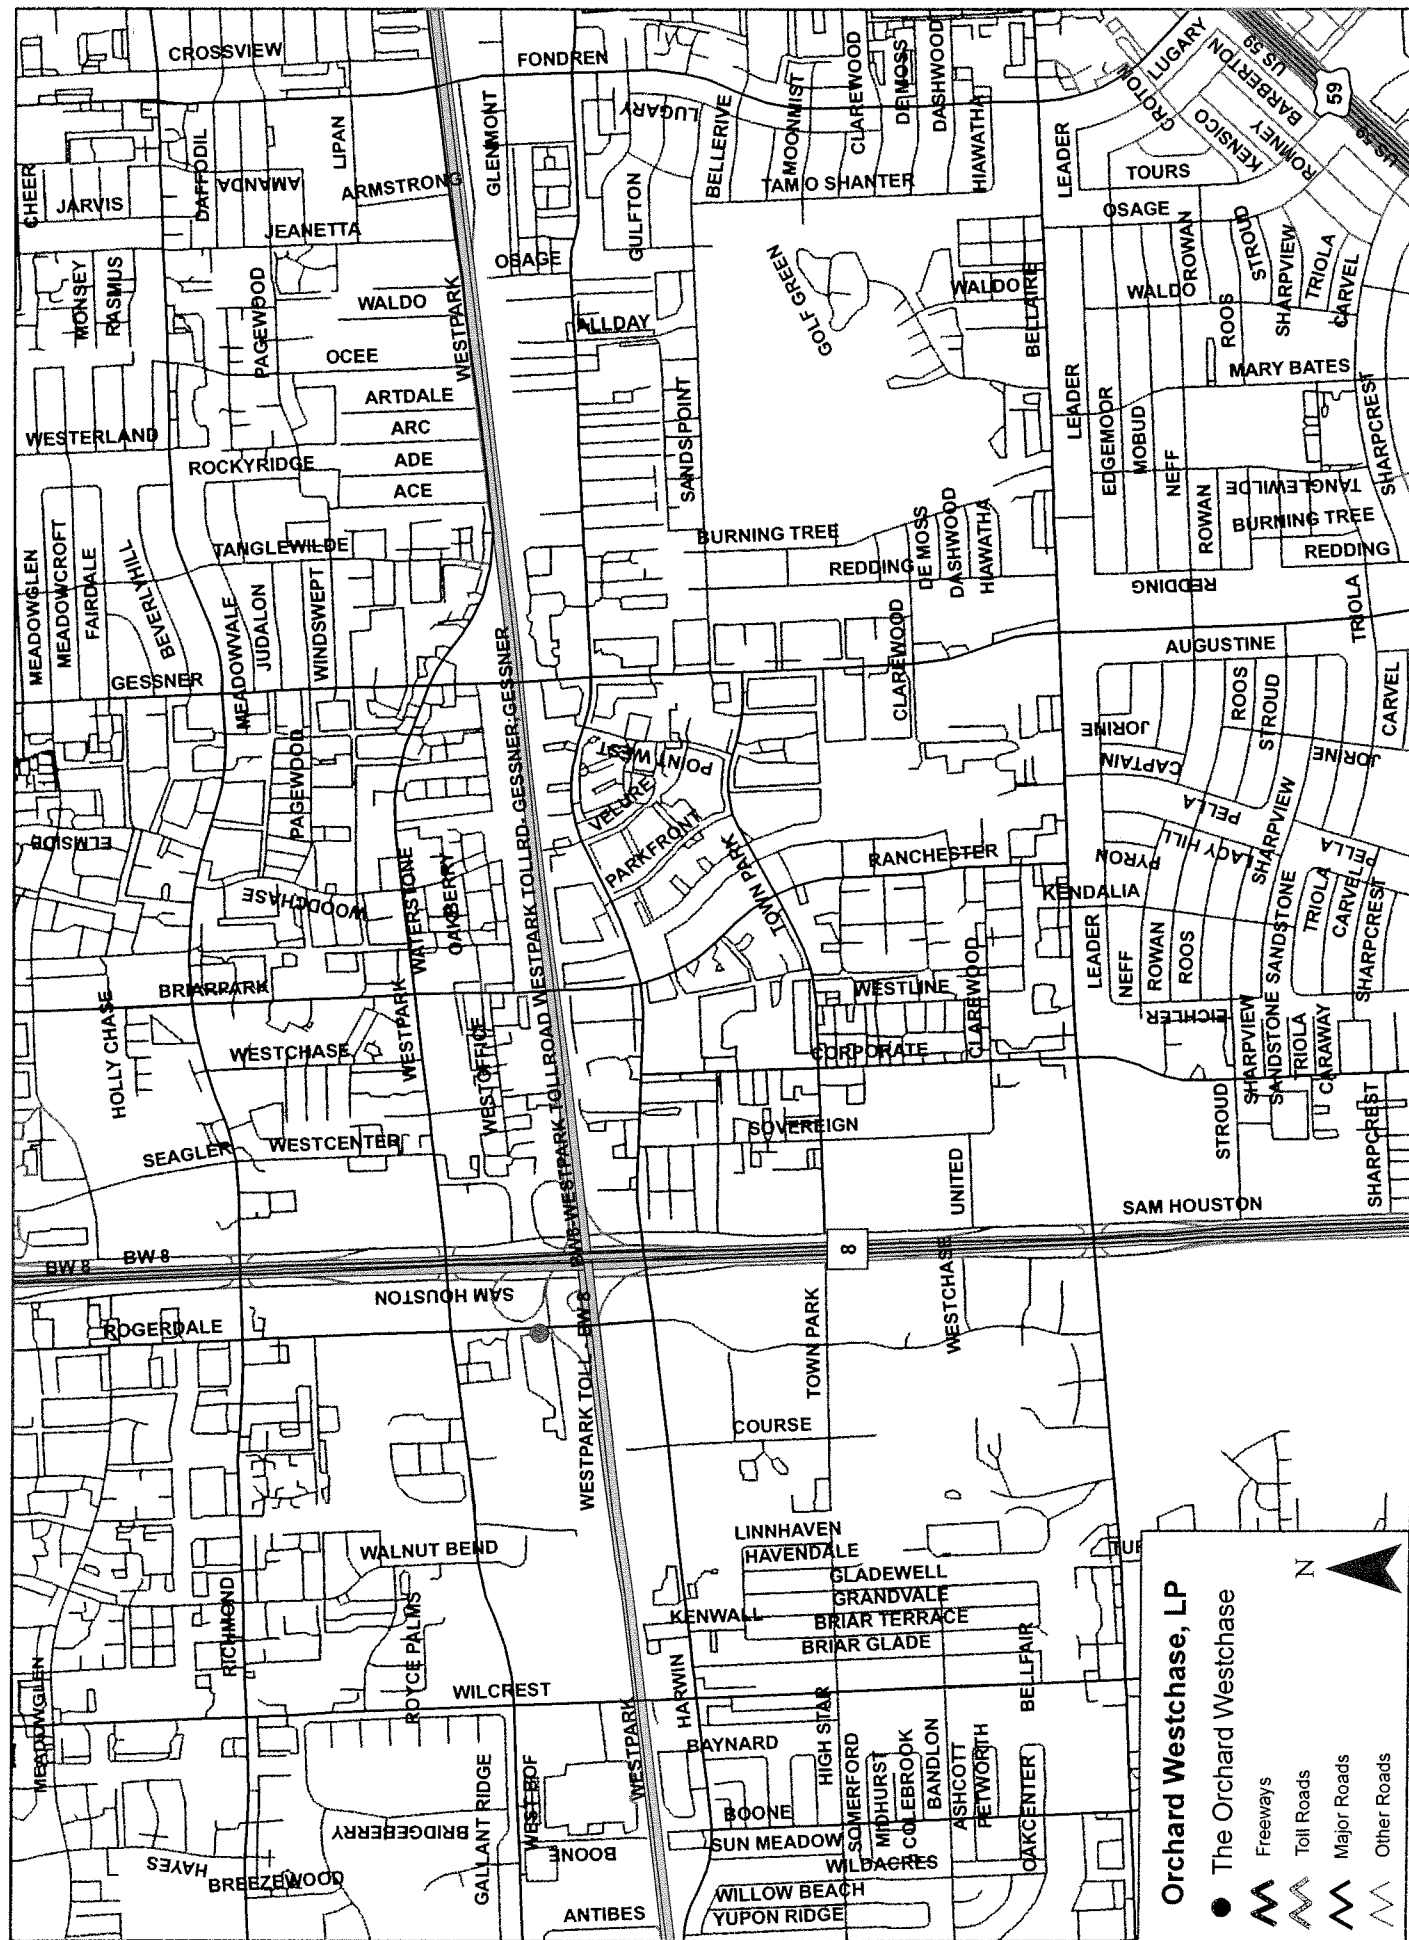 CROSSVIEW
FONDREN
LUGARY
GROTON
BARBERTON
US 59
US 59
59
KENSICO
ROMNEY
CHEER
JARVIS
DAFFODIL
AMANDA
LIPAN
ARMSTRONG
GLENMONT
LUGARY
BELLERIVE
MOONMIST
CLAREWOOD
DE MOSS
DASHWOOD
HIAWATHA
LEADER
TOURS
TAM O SHANTER
GULFTON
OSAGE
JEANETTA
OSAGE
MONSEY
RASMUS
PAGEWOOD
WALDO
WESTPARK
ALLDAY
GOLF GREEN
WALDO
BELLAIRE
WALDO
ROWAN
STROUD
SHARPVIEW
TRIOLA
CARVEL
ROOS
OCEE
MARY BATES
ARTDALE
ARC
ADE
ACE
WESTERLAND
ROCKYRIDGE
SANDS POINT
LEADER
EDGEMOOR
MOBUD
NEFF
ROWAN
TANGLEWILDE
SHARPCREST
BURNING TREE
REDDING
MEADOWGLEN
MEADOWCROFT
FAIRDALE
BEVERLYHILL
TANGLEWILDE
BURNING TREE
REDDING
DE MOSS
DASHWOOD
HIAWATHA
REDDING
GESSNER
MEADOWVALE
JUDALON
WINDSWEPT
CLAREWOOD
AUGUSTINE
TRIOLA
WESTPARK TOLLROAD WESTPARK TOLL RD. GESSNER;GESSNER
PAGEWOOD
POINT WEST
VELURE
PARKFRONT
JORINE
CAPTAIN
ROOS
STROUD
JORINE
CARVEL
PELLA
ELMSIDE
WOODCHASE
WATERSTONE
OAKBERRY
TOWN PARK
RANCHESTER
PYRON
LACY HILL
SHARPVIEW
PELLA
KENDALIA
BRIARPARK
LEADER
NEFF
ROWAN
ROOS
SANDSTONE
TRIOLA
CARVEL
SHARPCREST
HOLLY CHASE
WESTCHASE
WESTPARK
WESTOFFICE
WESTLINE
CLAREWOOD
CORPORATE
EICHLER
SHARPVIEW
SANDSTONE
TRIOLA
CARAWAY
SEAGLER
WESTCENTER
SOVEREIGN
UNITED
STROUD
SHARPCREST
SAM HOUSTON
BW 8
BW 8
8
SAM HOUSTON
ROGERDALE
WESTPARK TOLL - BW 8
TOWN PARK
WESTCHASE
COURSE
WALNUT BEND
LINNHAVEN
HAVENDALE
GLADEWELL
GRANDVALE
BRIAR TERRACE
BRIAR GLADE
KENWALL
RICHMOND
ROYCE PALMS
MEADOWGLEN
WILCREST
HARWIN
BELLFAIR
WESTPARK
BAYNARD
HIGH STAR
SOMERFORD
MIDHURST
COLEBROOK
BANDLON
ASHCOTT
PETWORTH
OAKCENTER
GALLANT RIDGE
BRIDGEBERRY
BOONE
BOONE
SUN MEADOW
WILDACRES
HAYES
BREEZEWOOD
WILLOW BEACH
YUPON RIDGE
ANTIBES
Orchard Westchase, LP
The Orchard Westchase
Freeways
Toll Roads
Major Roads
Other Roads
N